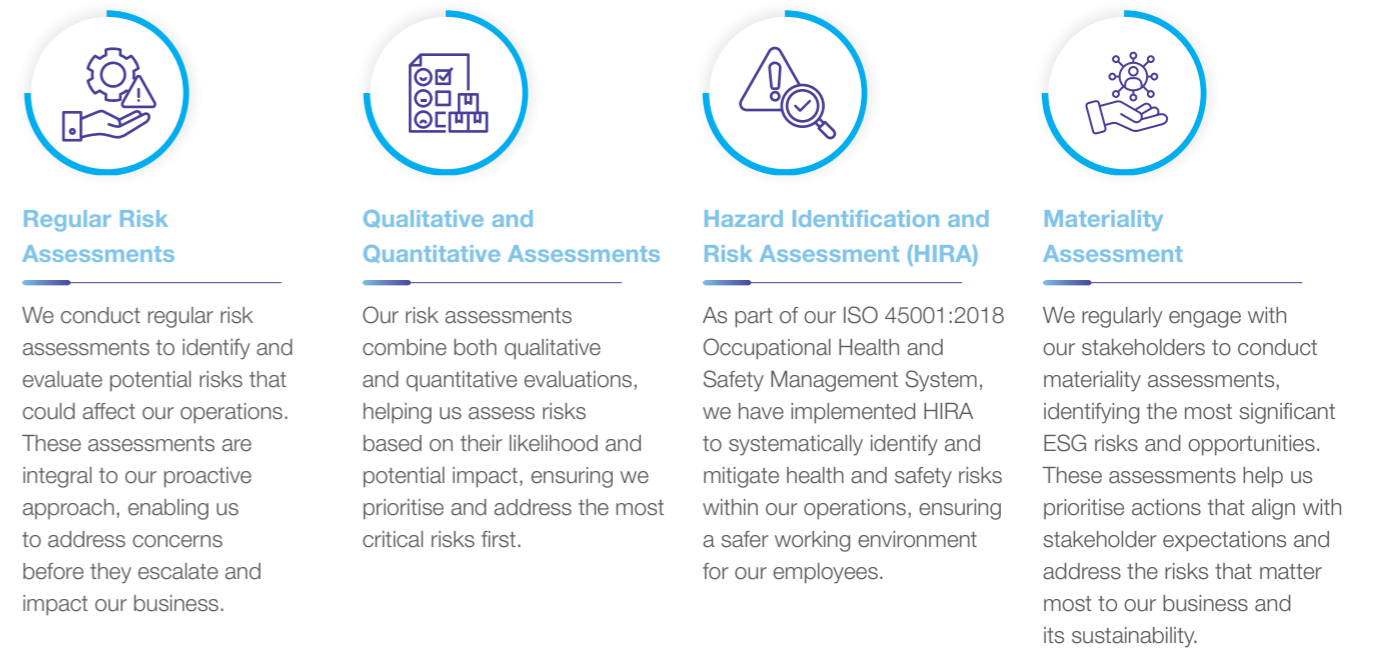 Regular Risk
Assessments
We conduct regular risk
assessments to identify and
evaluate potential risks that
could affect our operations.
These assessments are
integral to our proactive
approach, enabling us
to address concerns
before they escalate and
impact our business.
Qualitative and
Quantitative Assessments
Our risk assessments
combine both qualitative
and quantitative evaluations,
helping us assess risks
based on their likelihood and
potential impact, ensuring we
prioritise and address the most
critical risks first.
Hazard Identification and
Risk Assessment (HIRA)
As part of our ISO 45001:2018
Occupational Health and
Safety Management System,
we have implemented HIRA
to systematically identify and
mitigate health and safety risks
within our operations, ensuring
a safer working environment
for our employees.
Materiality
Assessment
We regularly engage with
our stakeholders to conduct
materiality assessments,
identifying the most significant
ESG risks and opportunities.
These assessments help us
prioritise actions that align with
stakeholder expectations and
address the risks that matter
most to our business and
its sustainability.